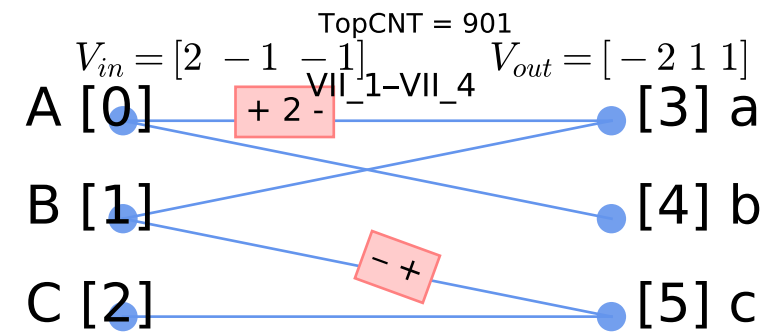 TopCNT = 901
V_in = [2 − 1 − 1] V_out = [− 2 1 1]
VII_1–VII_4
A [0] + 2 - [3] a
B [1] [4] b
− +
C [2] [5] c